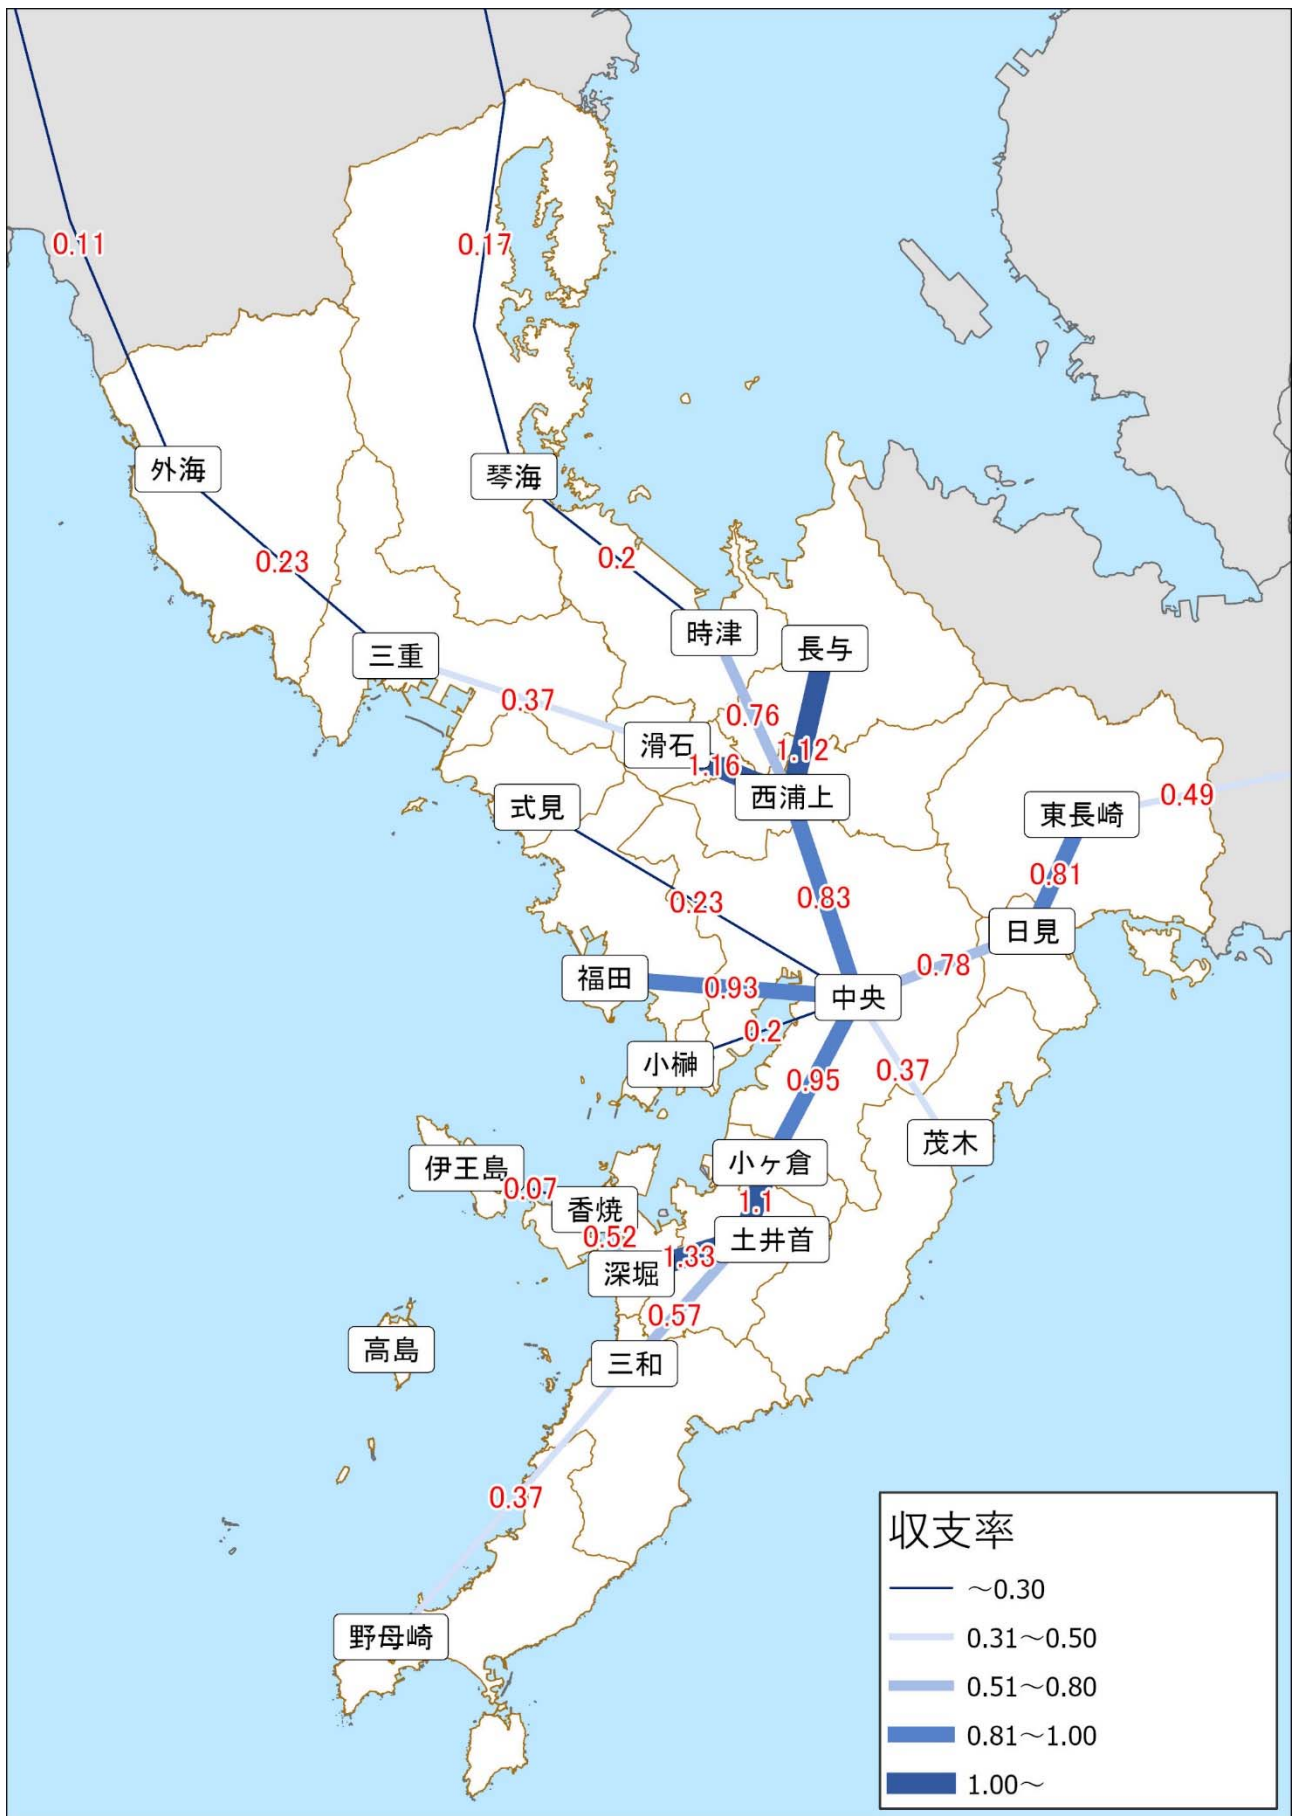 0.11
0.17
外海
琴海
0.23
0.2
時津
長与
三重
0.37
0.76
滑石
1.16
1.12
西浦上
0.49
式見
東長崎
0.81
0.23
0.83
日見
0.78
福田
0.93
中央
0.2
小榊
0.95
0.37
茂木
小ヶ倉
伊王島
0.07
香焼
1.1
0.52
土井首
1.33
深堀
0.57
高島
三和
0.37
野母崎
収支率
～0.30
0.31～0.50
0.51～0.80
0.81～1.00
1.00～